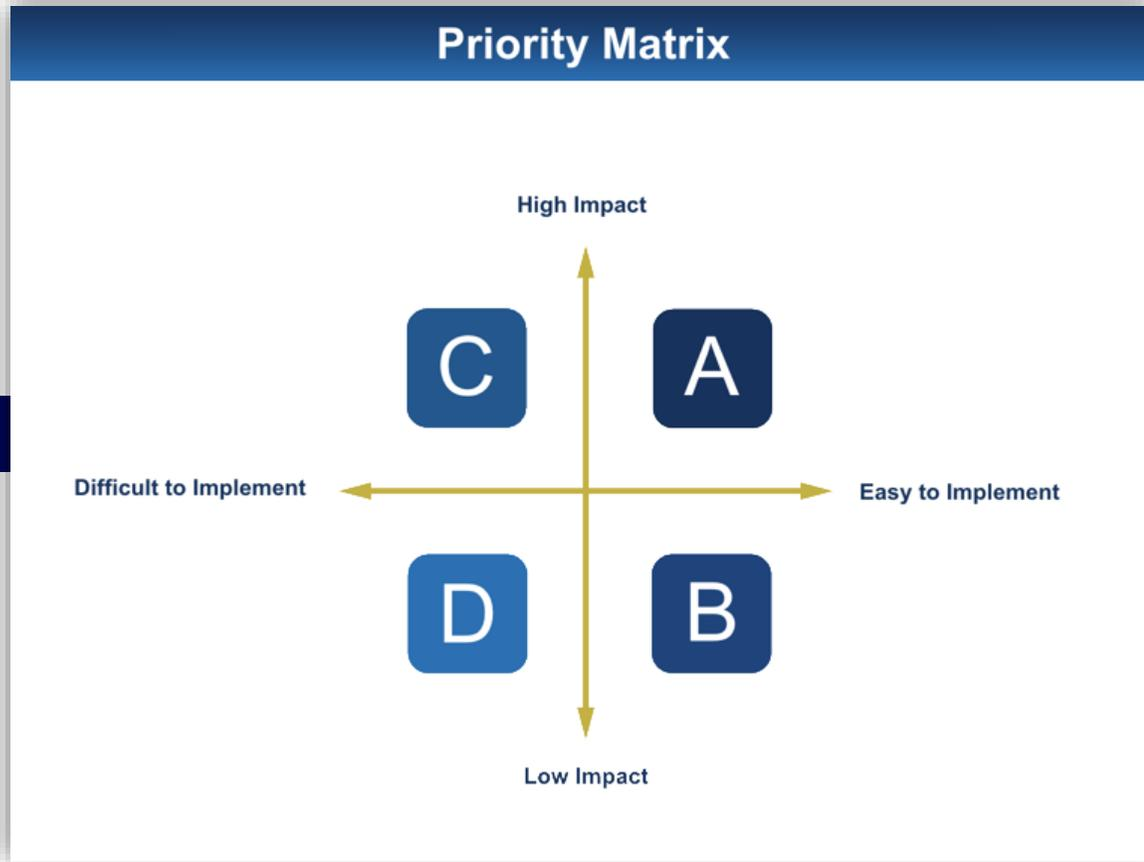 Priority Matrix
High Impact
C
A
Difficult to Implement
Easy to Implement
D
B
Low Impact